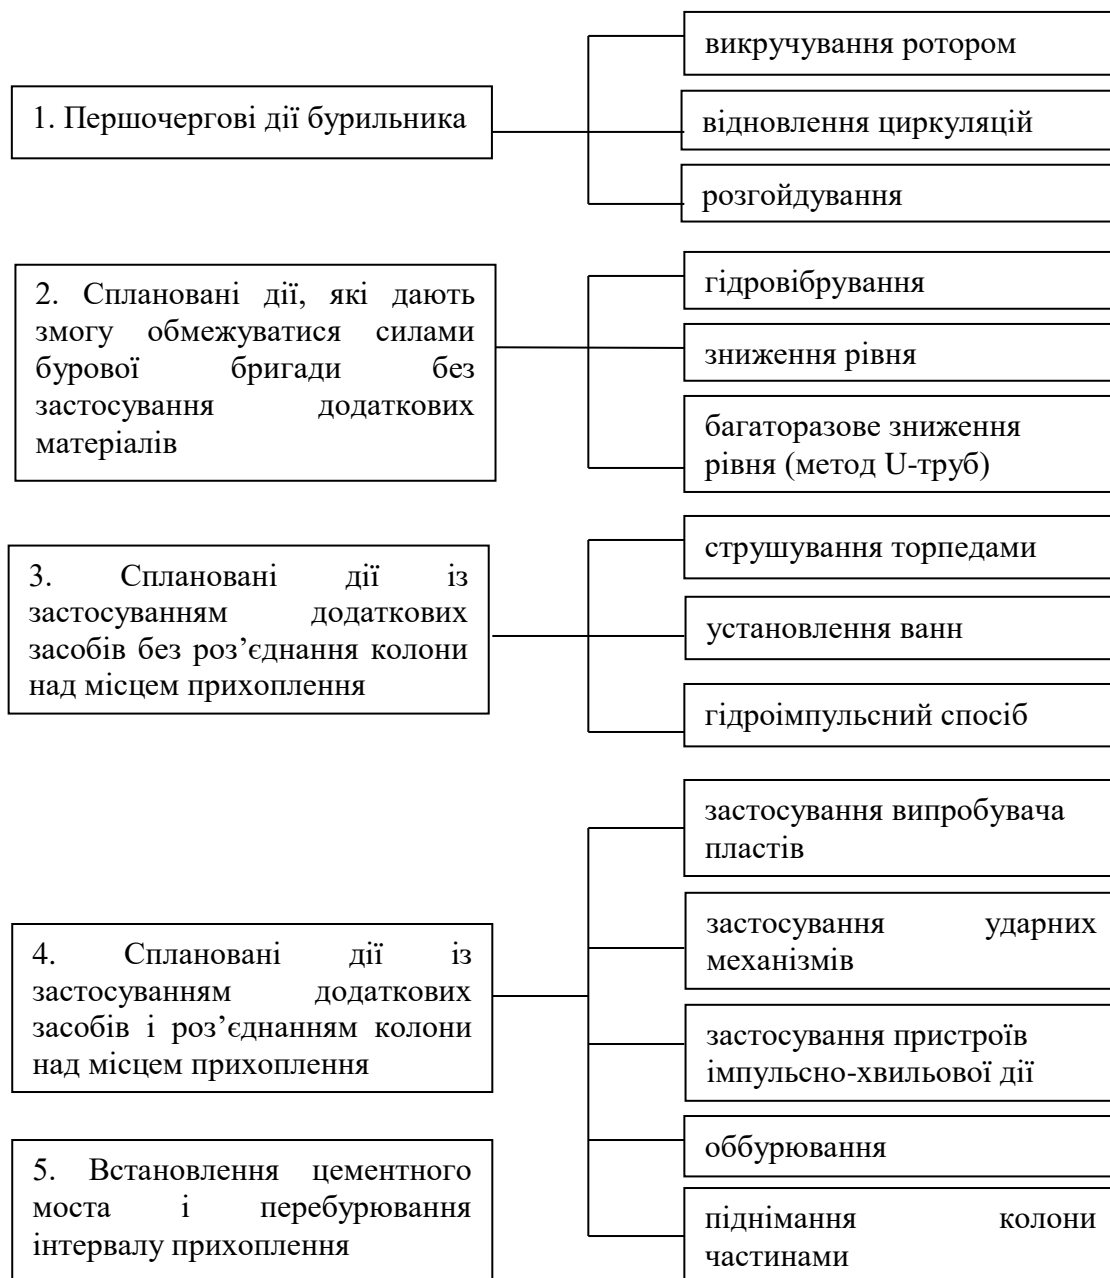 1. Першочергові дії бурильника
викручування ротором
відновлення циркуляцій
розгойдування
2. Сплановані дії, які дають
змогу обмежуватися силами
бурової бригади без
застосування додаткових
матеріалів
гідровібрування
зниження рівня
багаторазове зниження
рівня (метод U-труб)
3. Сплановані дії із
застосуванням додаткових
засобів без роз’єднання колони
над місцем прихоплення
струшування торпедами
установлення ванн
гідроімпульсний спосіб
4. Сплановані дії із
застосуванням додаткових
засобів і роз’єднанням колони
над місцем прихоплення
застосування випробувача
пластів
застосування ударних
механізмів
застосування пристроїв
імпульсно-хвильової дії
оббурювання
піднімання колони
частинами
5. Встановлення цементного
моста і перебурювання
інтервалу прихоплення